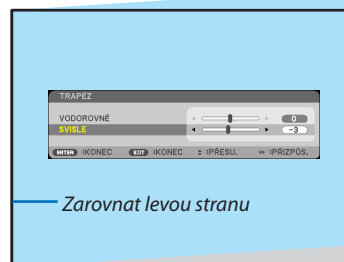 TRAPÉZ
VODOROVNĚ 0
SVISLE -3
ENTER :KONEC EXIT :KONEC :PŘESU. :PŘIZPŮS.
Zarovnat levou stranu